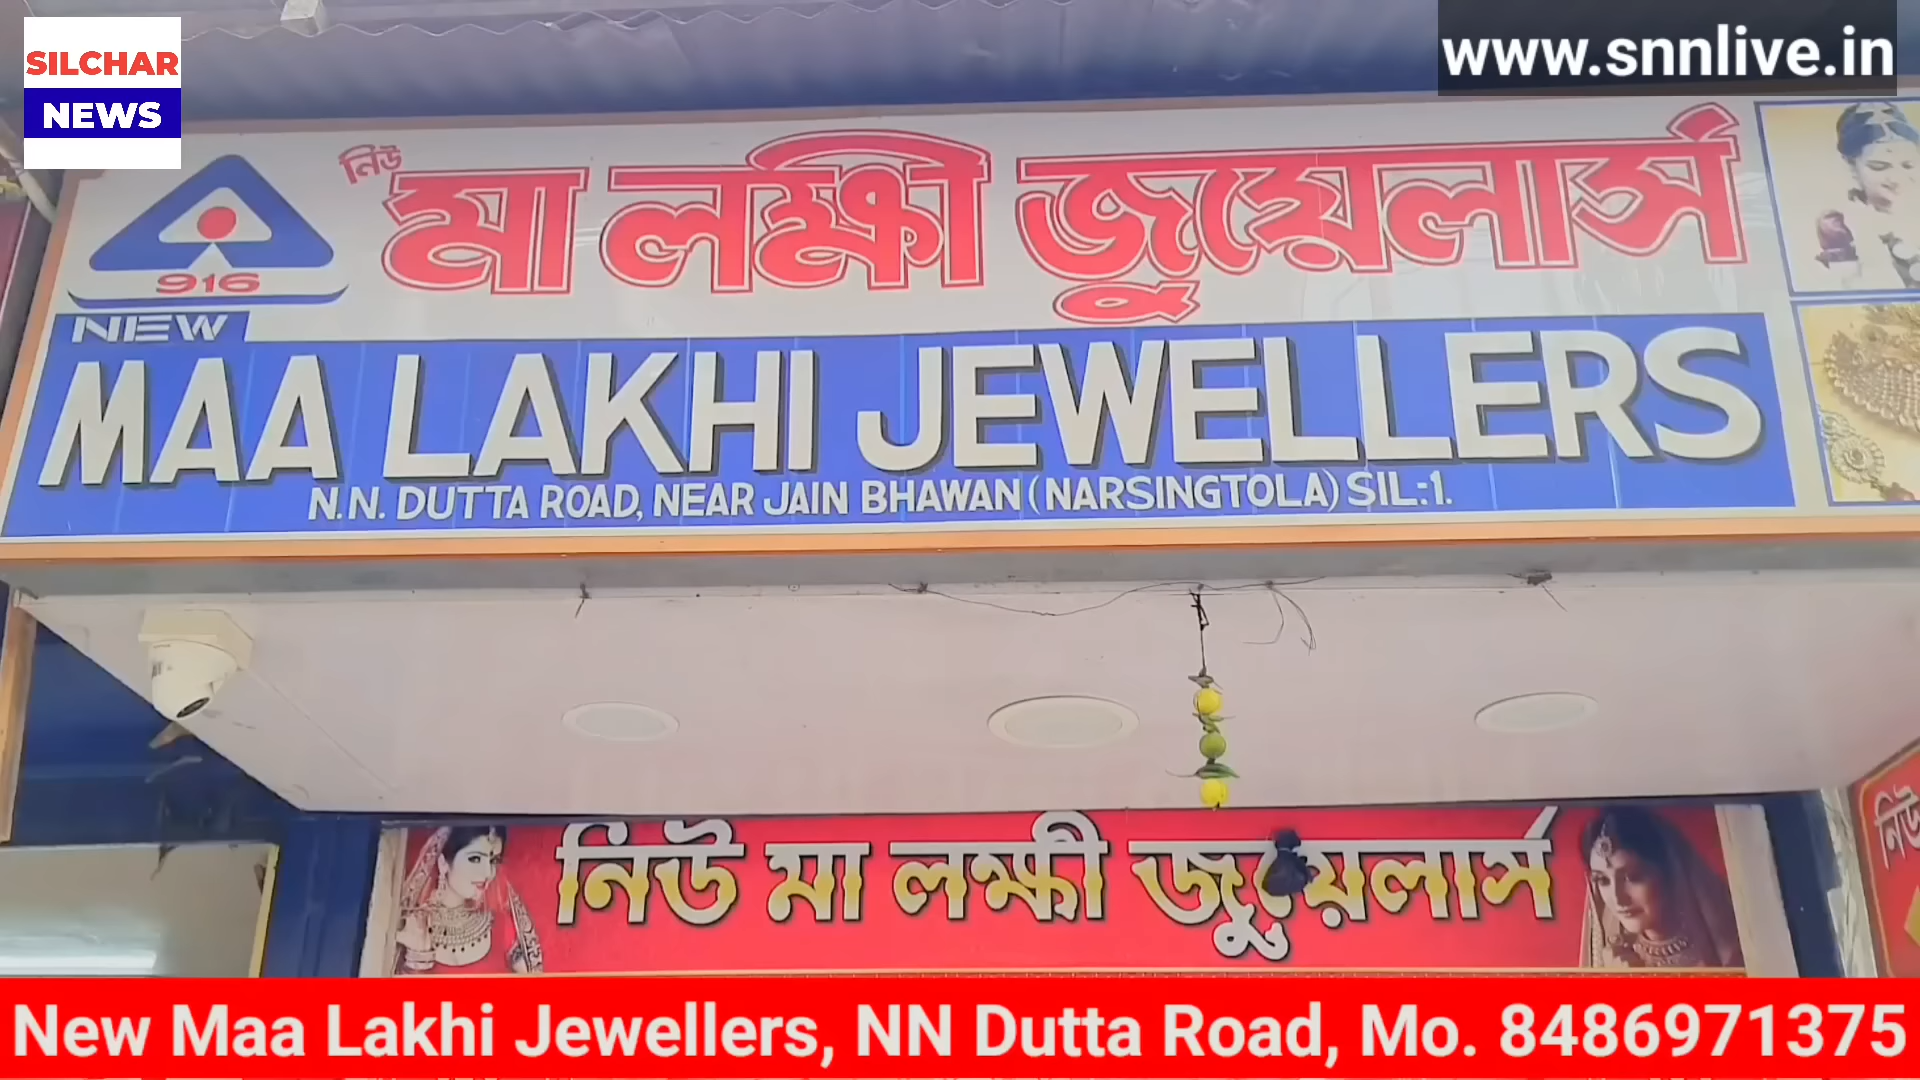 SILCHAR
NEWS
www.snnlive.in
নিউ
মা লক্ষী জুয়েলার্স
916
NEW
MAA LAKHI JEWELLERS
N.N. DUTTA ROAD, NEAR JAIN BHAWAN (NARSINGTOLA) SIL:-1.
নিউ মা লক্ষী জুয়েলার্স
নিউ
New Maa Lakhi Jewellers, NN Dutta Road, Mo. 8486971375